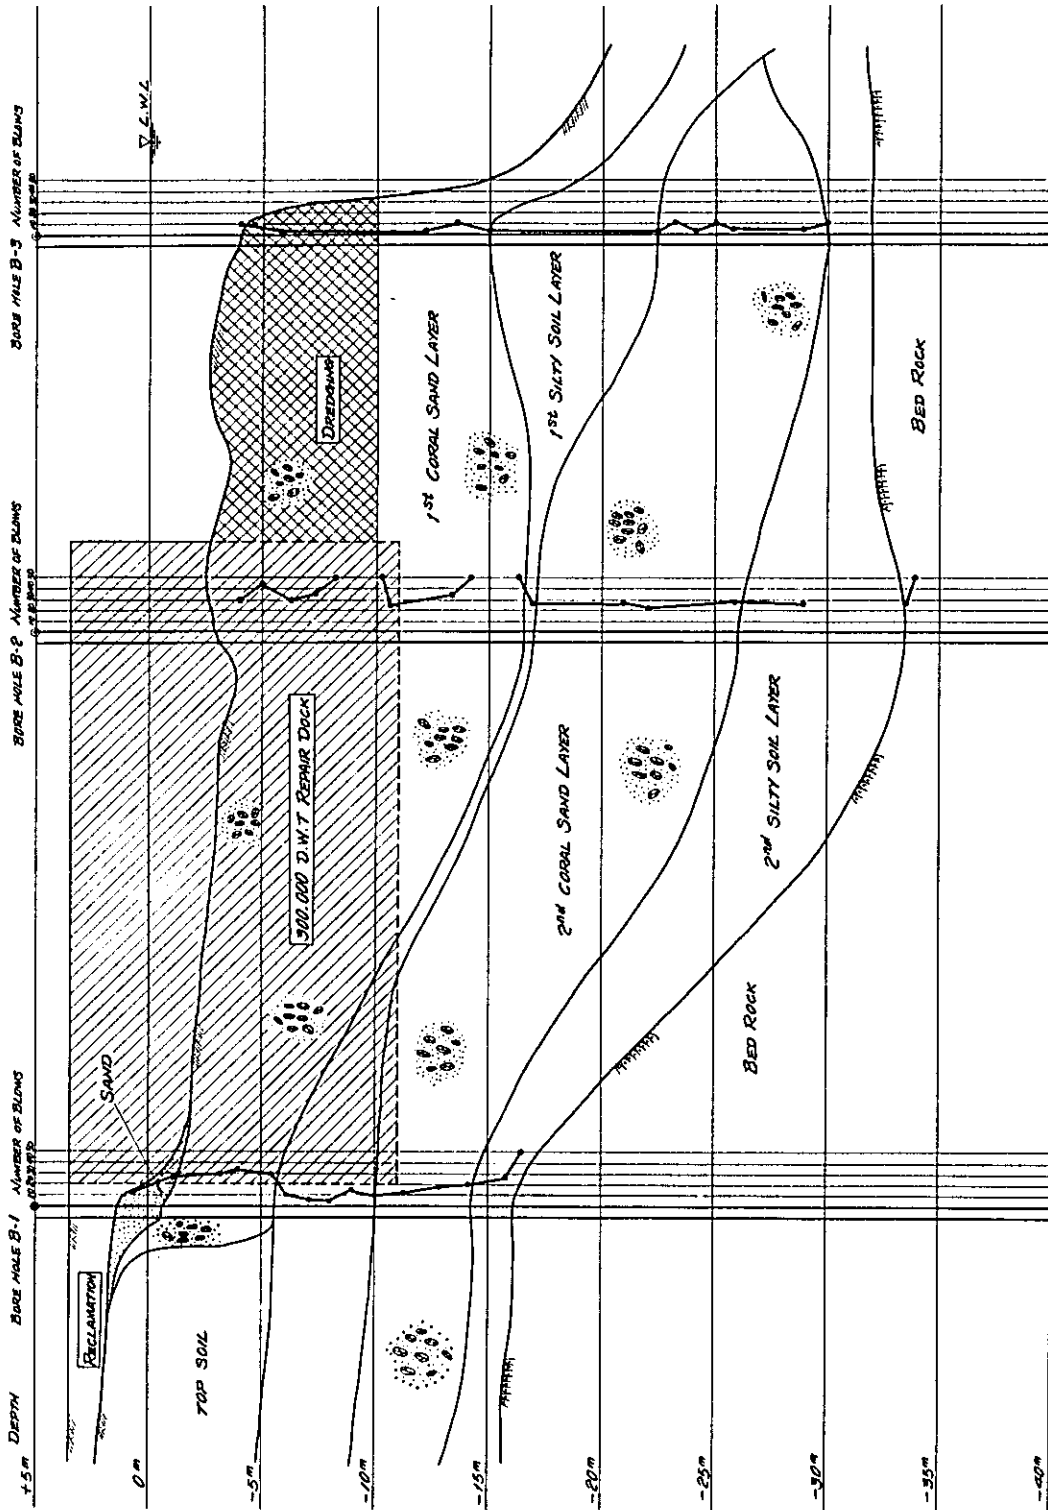 DEPTH
BORE HOLE B-1
NUMBER OF BLOWS
BORE HOLE B-2
NUMBER OF BLOWS
BORE HOLE B-3
NUMBER OF BLOWS
+5m
0m
-5m
-10m
-15m
-20m
-25m
-30m
-35m
-40m
L.W.L
SAND
RECLAMATION
TOP SOIL
300.000 D.W.T REPAIR DOCK
DREDGING
1st CORAL SAND LAYER
1st SILTY SOIL LAYER
2nd CORAL SAND LAYER
2nd SILTY SOIL LAYER
BED ROCK
BED ROCK